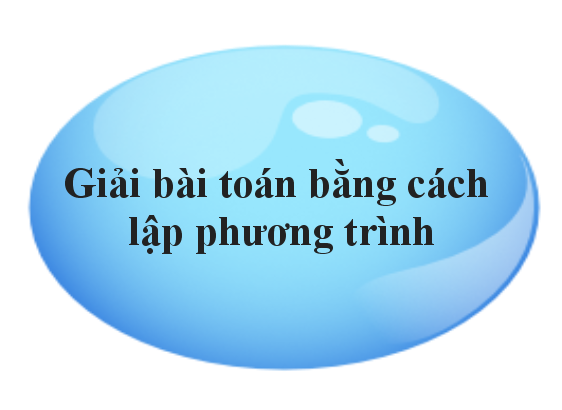 Giải bài toán bằng cách
lập phương trình